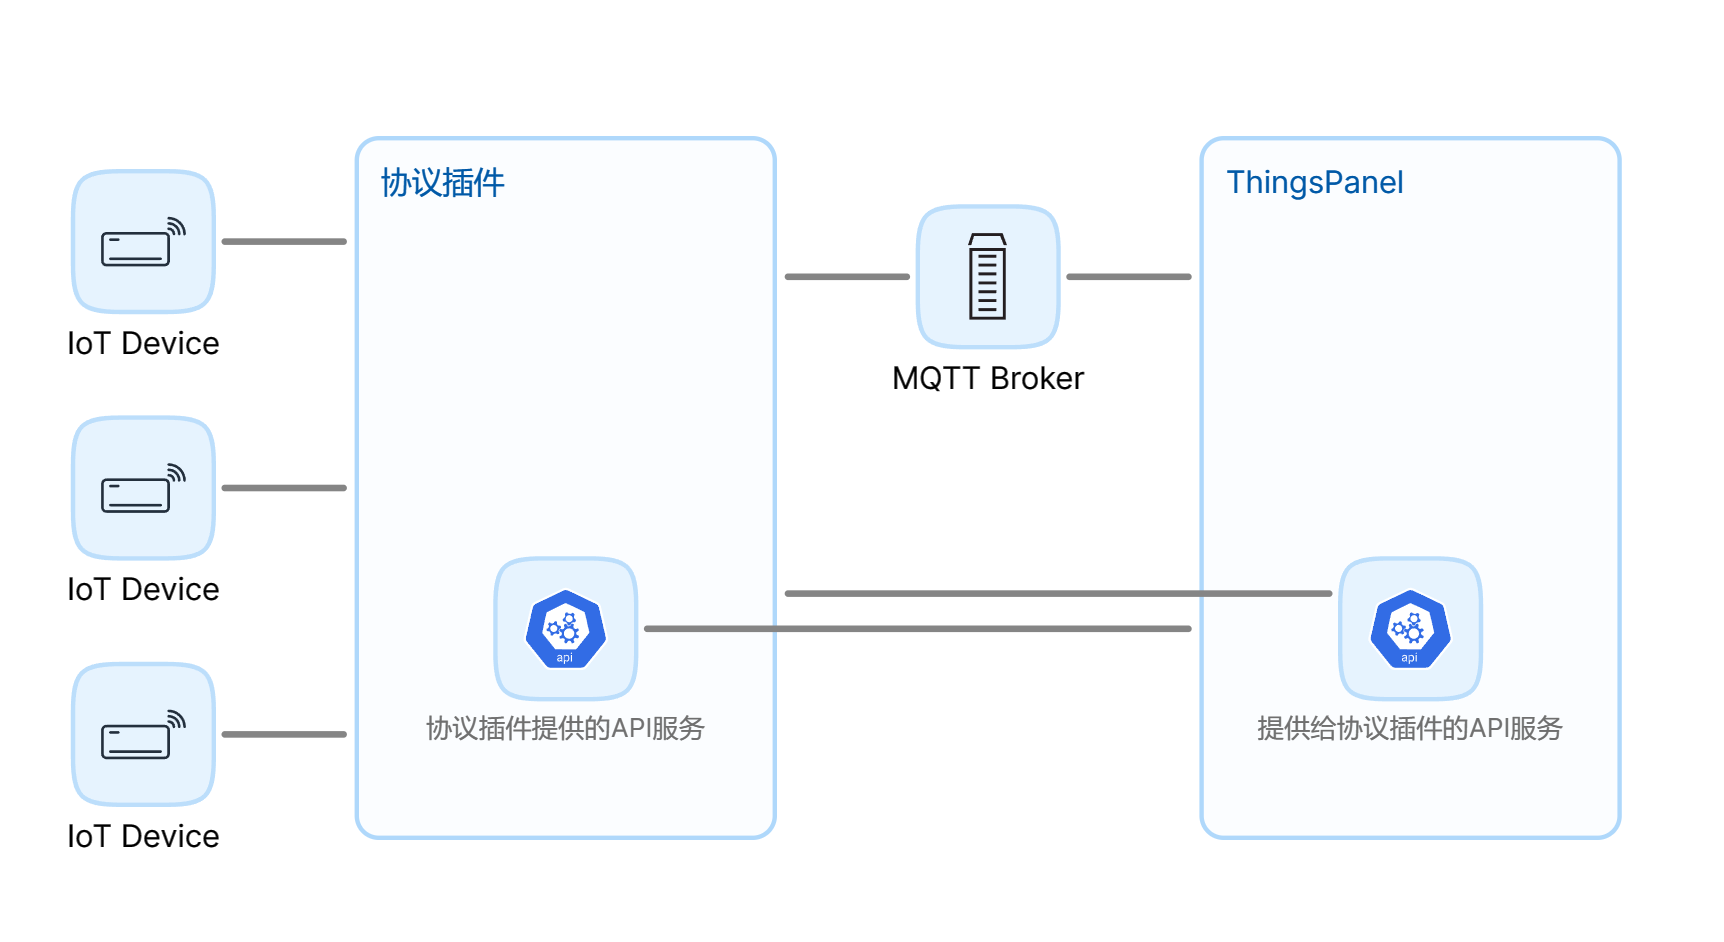 协议插件
ThingsPanel
IoT Device
MQTT Broker
IoT Device
api
api
协议插件提供的API服务
提供给协议插件的API服务
IoT Device